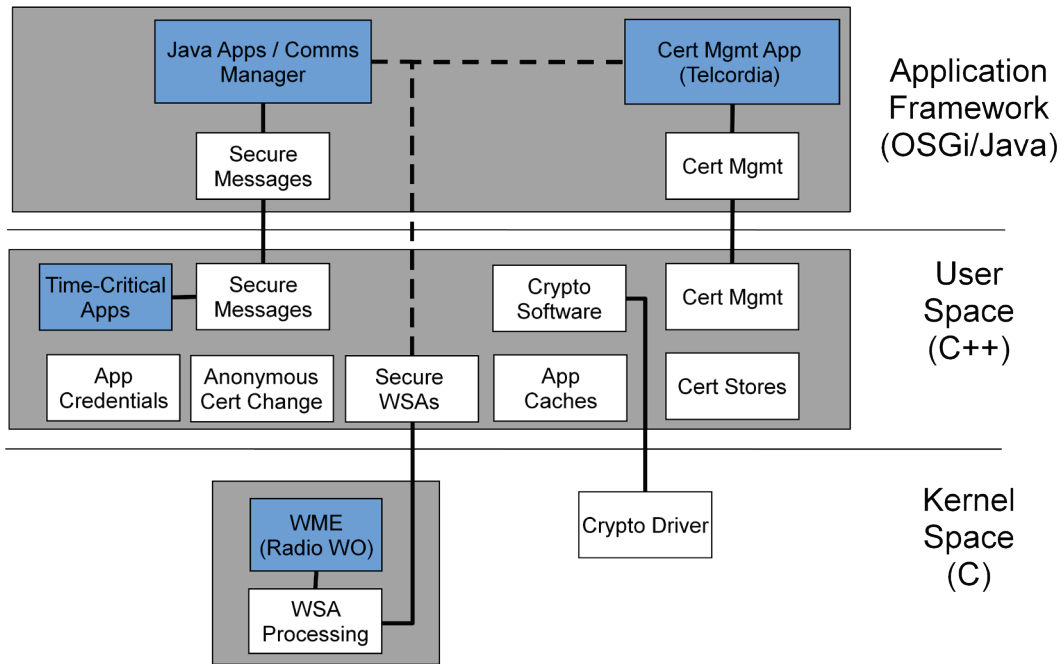 Java Apps / Comms
Manager
Cert Mgmt App
(Telcordia)
Application
Framework
(OSGi/Java)
Secure
Messages
Cert Mgmt
Time-Critical
Apps
Secure
Messages
Crypto
Software
Cert Mgmt
User
Space
(C++)
App
Credentials
Anonymous
Cert Change
Secure
WSAs
App
Caches
Cert Stores
WME
(Radio WO)
Crypto Driver
Kernel
Space
(C)
WSA
Processing